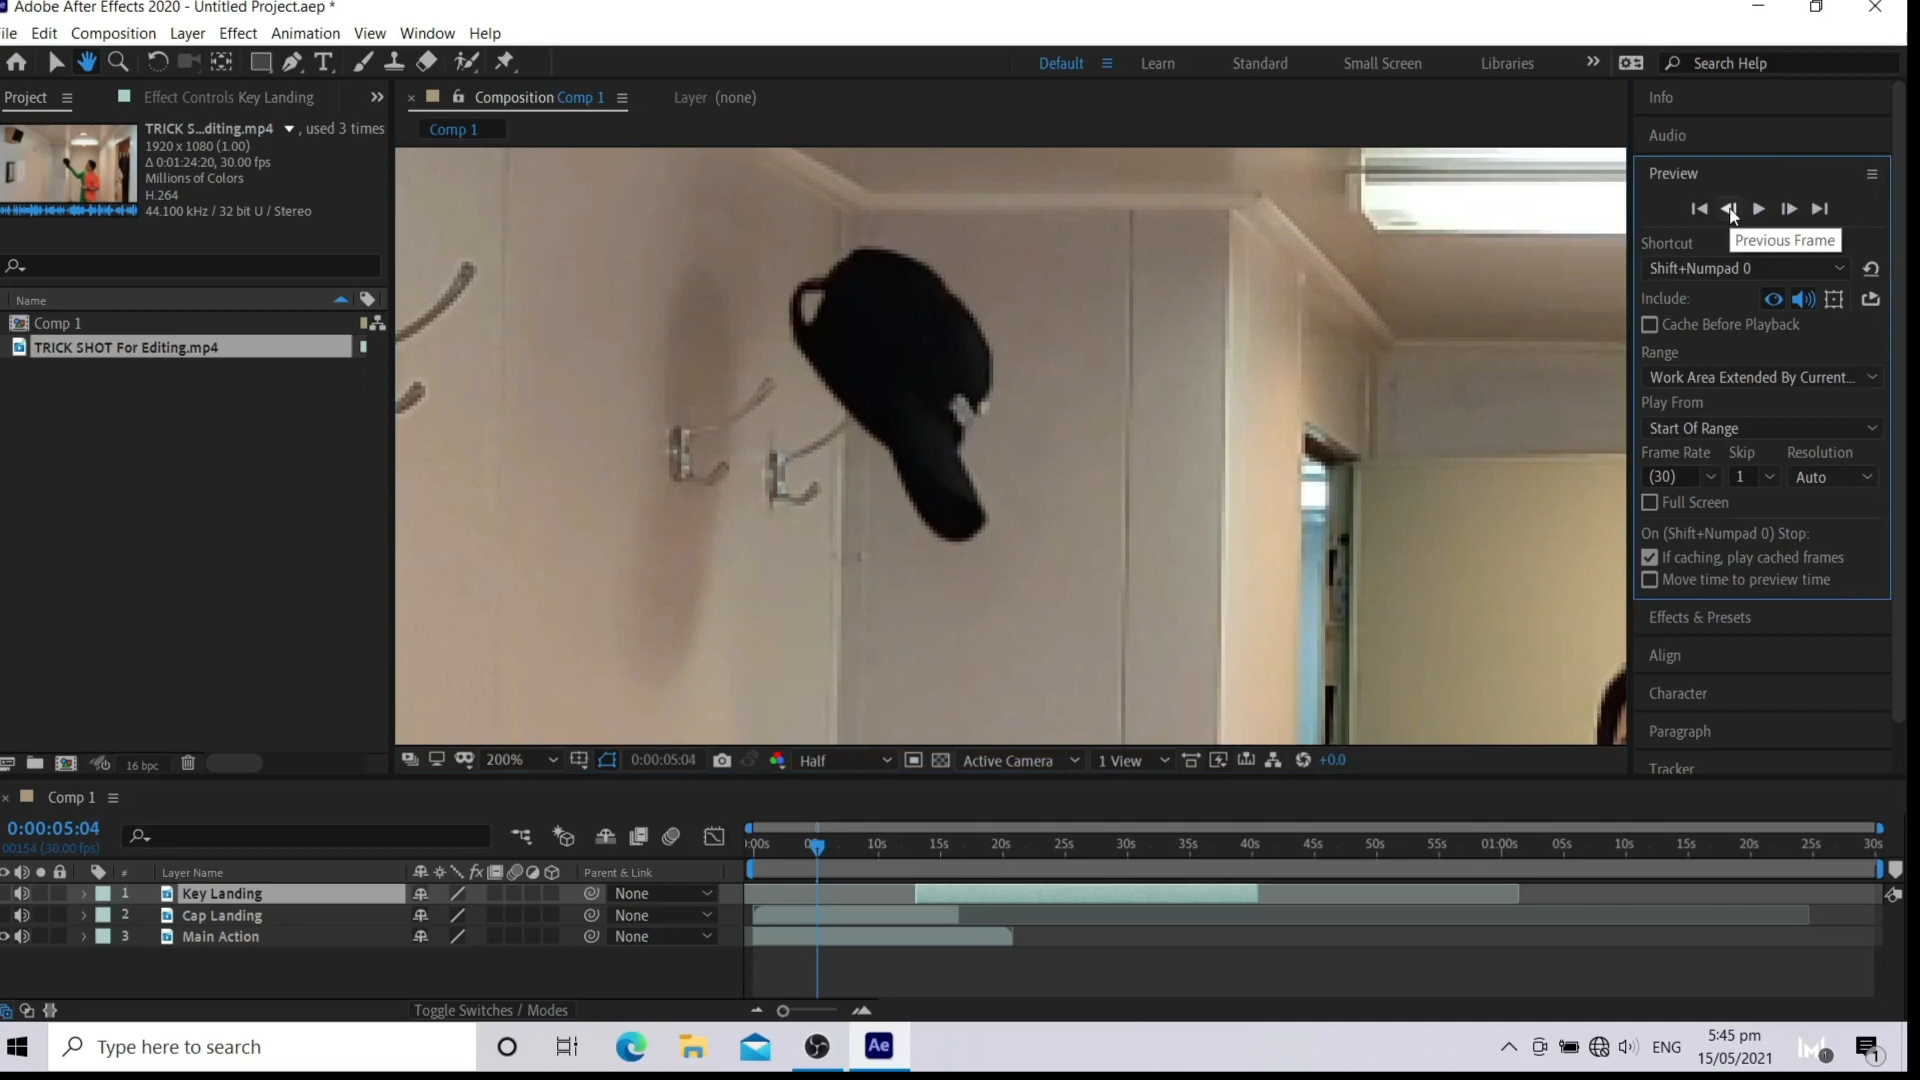 Adobe After Effects 2020 - Untitled Project.aep *
ile Edit Composition Layer Effect Animation View Window Help
Default Learn Standard Small Screen Libraries Search Help
Project Effect Controls Key Landing
Composition Comp 1 Layer (none)
Comp 1
TRICK S...diting.mp4 , used 3 times
1920 x 1080 (1.00)
Δ 0:01:24:20, 30.00 fps
Millions of Colors
H.264
44.100 kHz / 32 bit U / Stereo
Name
Comp 1
TRICK SHOT For Editing.mp4
16 bpc
200% 0:00:05:04 Half Active Camera 1 View +0.0
Info
Audio
Preview
Previous Frame
Shortcut
Shift+Numpad 0
Include:
Cache Before Playback
Range
Work Area Extended By Current...
Play From
Start Of Range
Frame Rate Skip Resolution
(30) 1 Auto
Full Screen
On (Shift+Numpad 0) Stop:
If caching, play cached frames
Move time to preview time
Effects & Presets
Align
Character
Paragraph
Tracker
Comp 1
0:00:05:04
00154 (30.00 fps)
:00s 10s 15s 20s 25s 30s 35s 40s 45s 50s 55s 01:00s 05s 10s 15s 20s 25s 30s
# Layer Name Parent & Link
1 Key Landing None
2 Cap Landing None
3 Main Action None
Toggle Switches / Modes
Type here to search
Ae
ENG
5:45 pm
15/05/2021
1
1